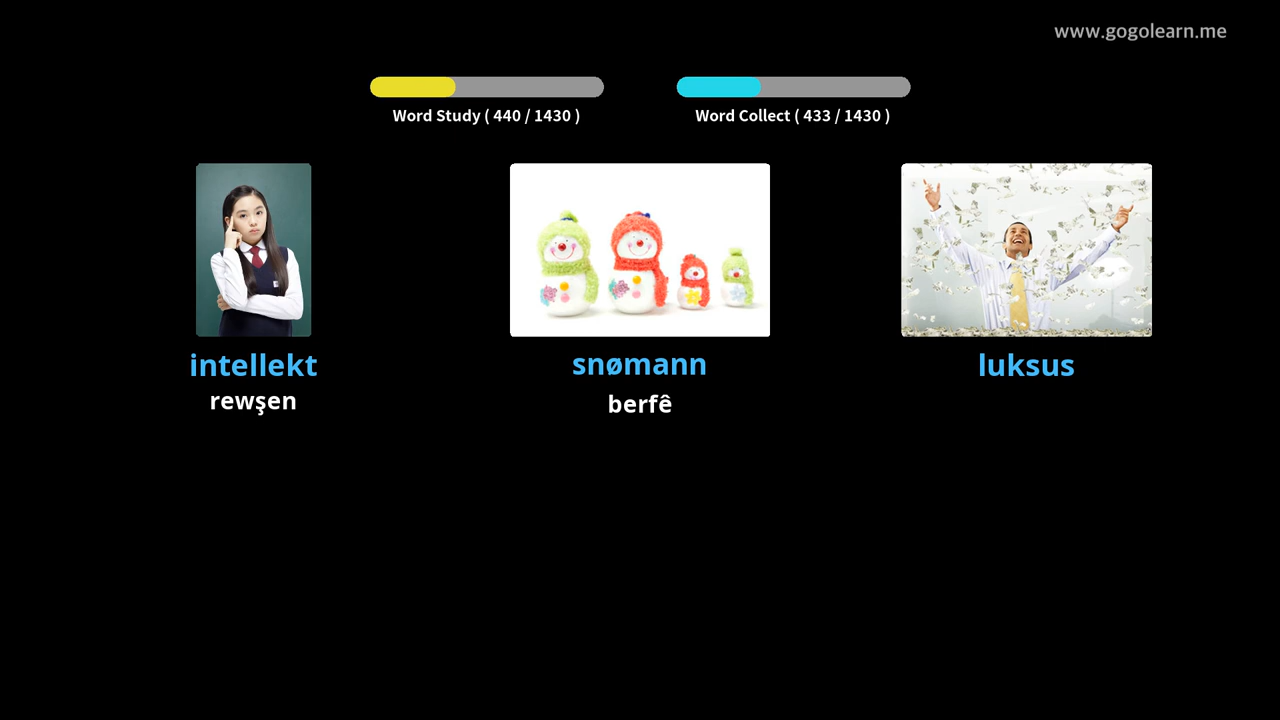 www.gogolearn.me
Word Study ( 440 / 1430 )
Word Collect ( 433 / 1430 )
intellekt
rewşen
snømann
berfê
luksus